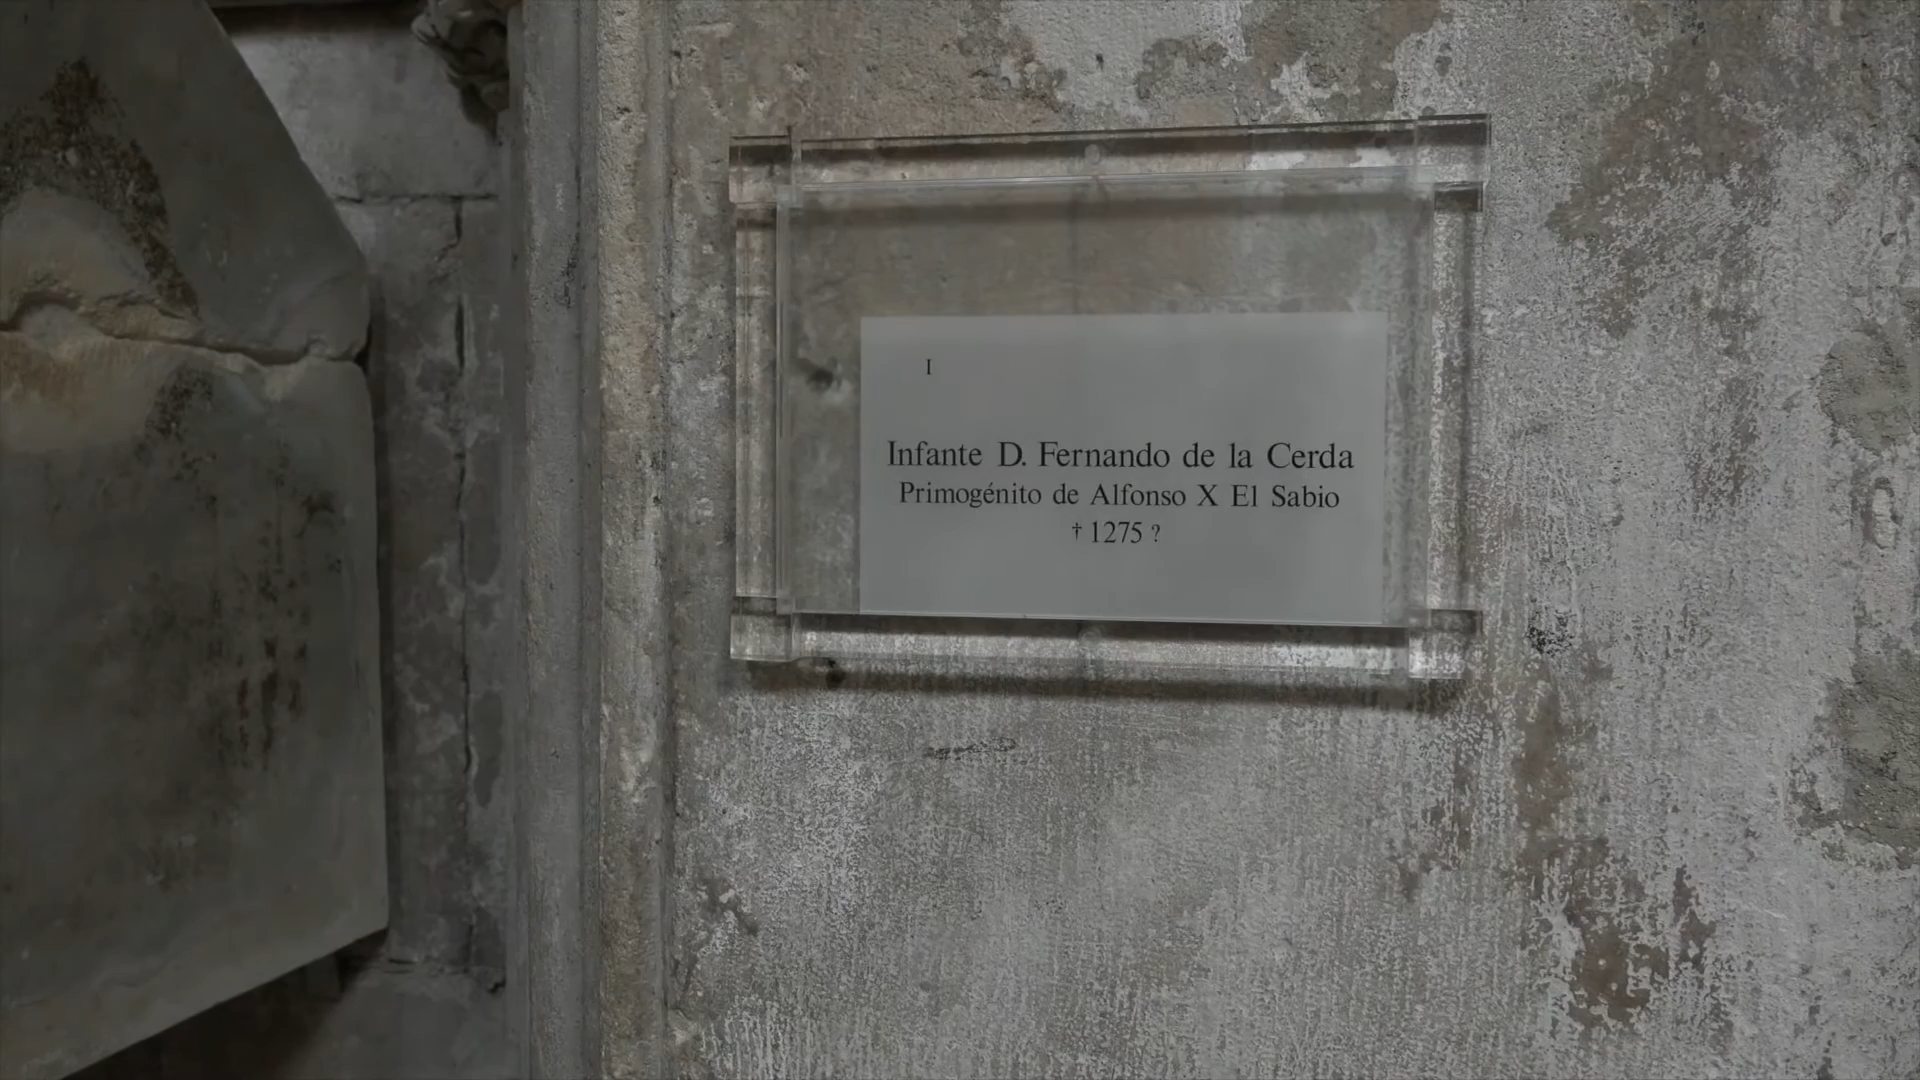 I
Infante D. Fernando de la Cerda
Primogénito de Alfonso X El Sabio
† 1275 ?